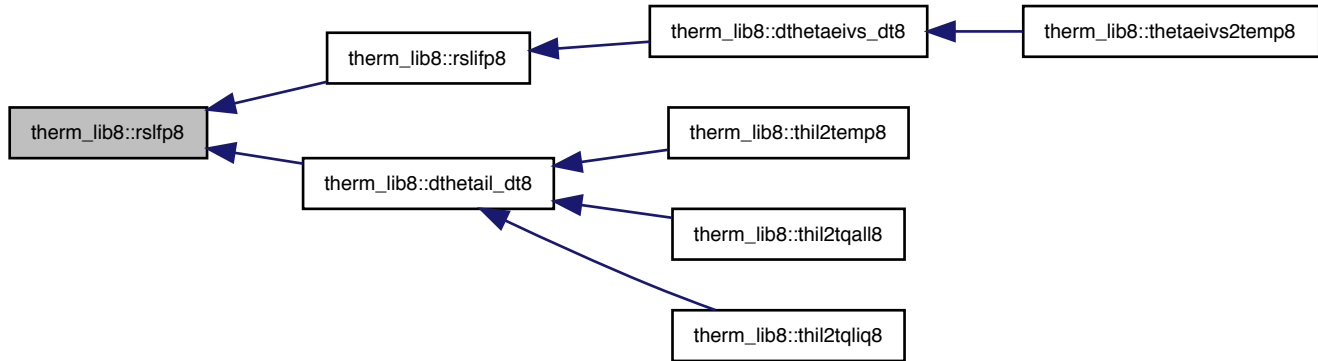 therm_lib8::rslfp8
therm_lib8::rslifp8
therm_lib8::dthetaeivs_dt8
therm_lib8::thetaeivs2temp8
therm_lib8::dthetail_dt8
therm_lib8::thil2temp8
therm_lib8::thil2tqall8
therm_lib8::thil2tqliq8